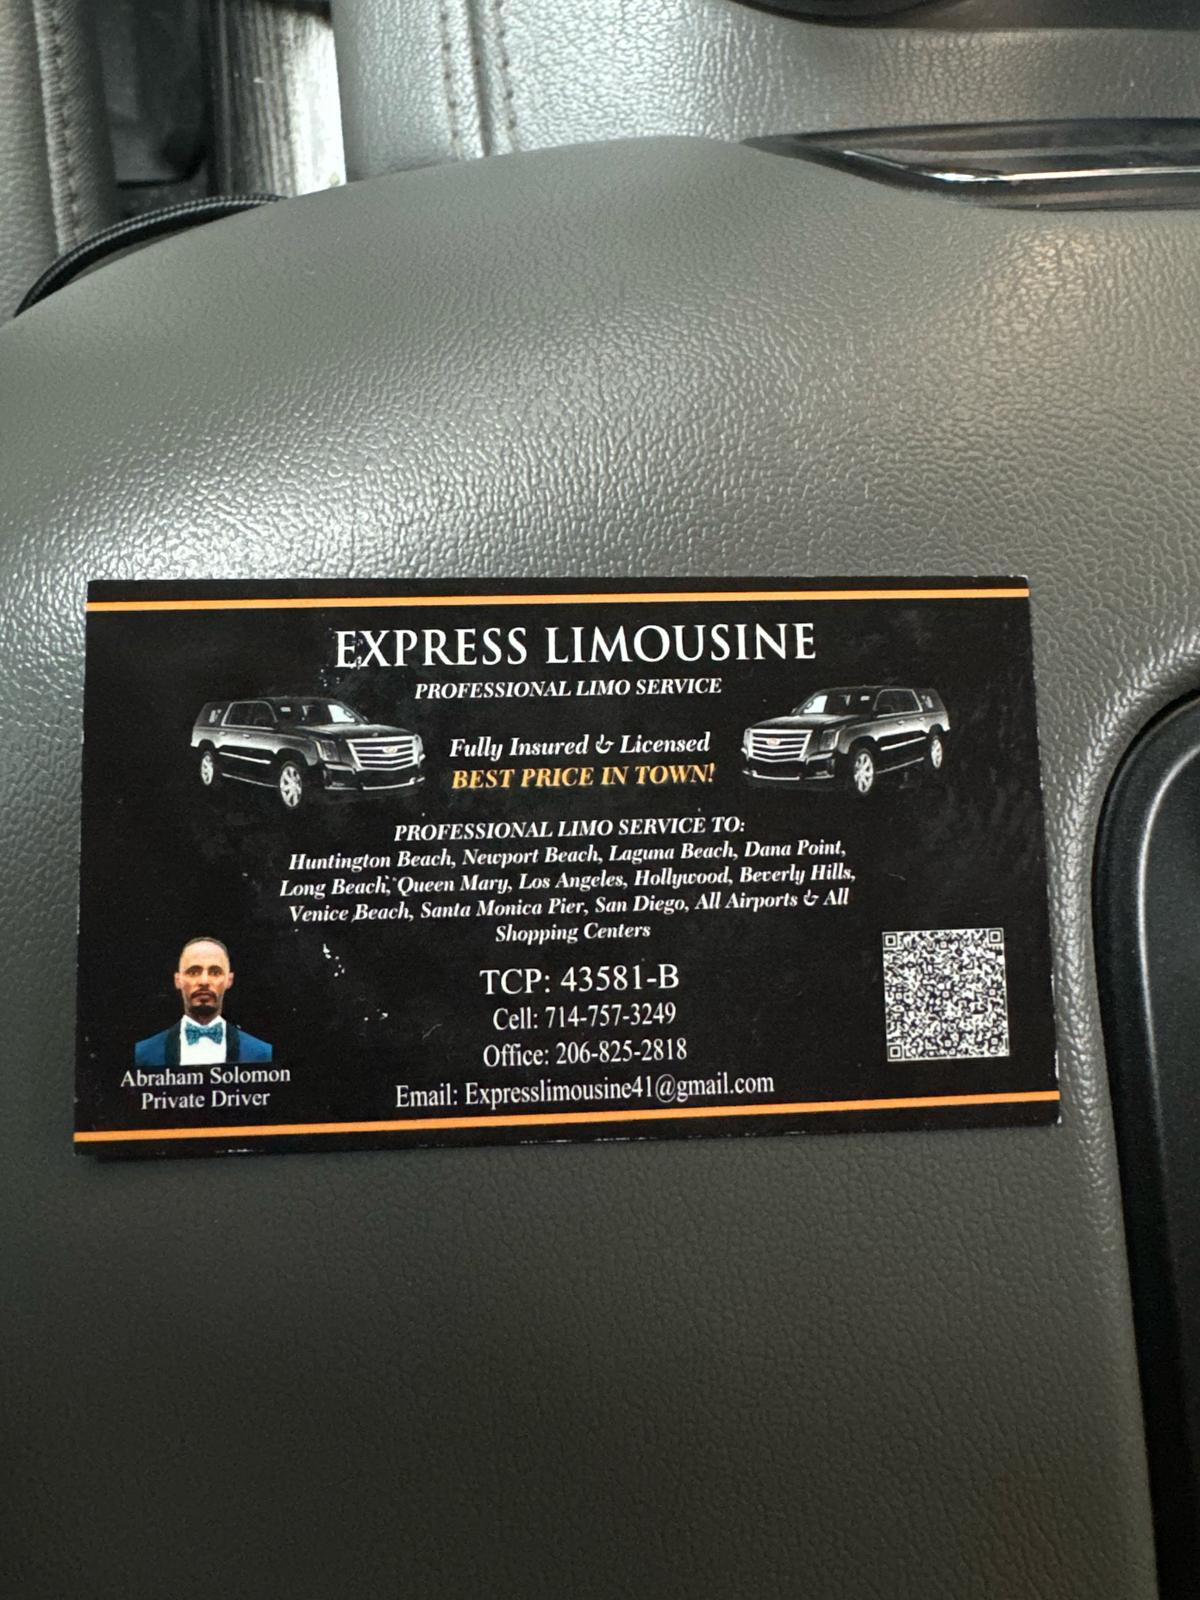 EXPRESS LIMOUSINE
PROFESSIONAL LIMO SERVICE
Fully Insured & Licensed
BEST PRICE IN TOWN!
PROFESSIONAL LIMO SERVICE TO:
Huntington Beach, Newport Beach, Laguna Beach, Dana Point,
Long Beach, Queen Mary, Los Angeles, Hollywood, Beverly Hills,
Venice Beach, Santa Monica Pier, San Diego, All Airports & All
Shopping Centers
TCP: 43581-B
Cell: 714-757-3249
Office: 206-825-2818
Email: Expresslimousine41@gmail.com
Abraham Solomon
Private Driver